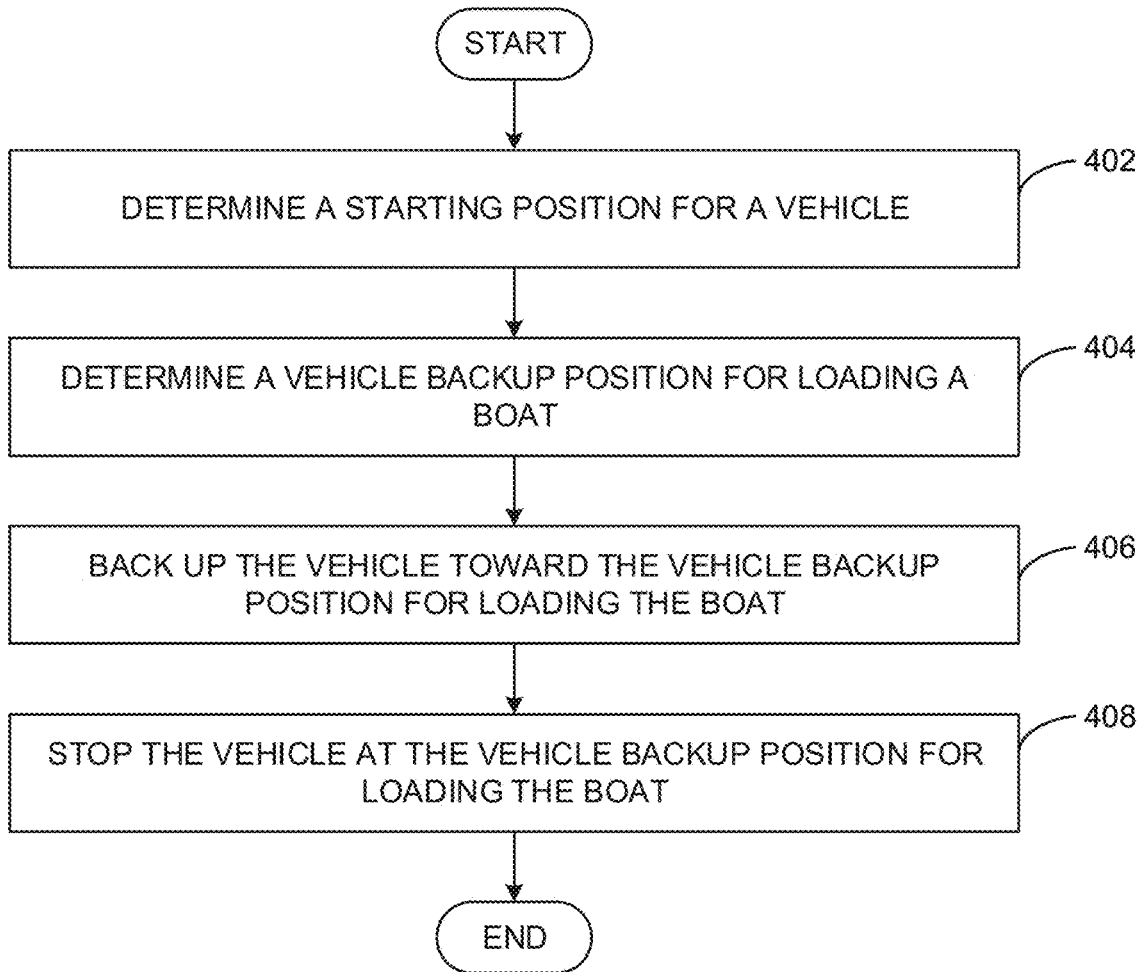 START
402
DETERMINE A STARTING POSITION FOR A VEHICLE
404
DETERMINE A VEHICLE BACKUP POSITION FOR LOADING A
BOAT
406
BACK UP THE VEHICLE TOWARD THE VEHICLE BACKUP
POSITION FOR LOADING THE BOAT
408
STOP THE VEHICLE AT THE VEHICLE BACKUP POSITION FOR
LOADING THE BOAT
END